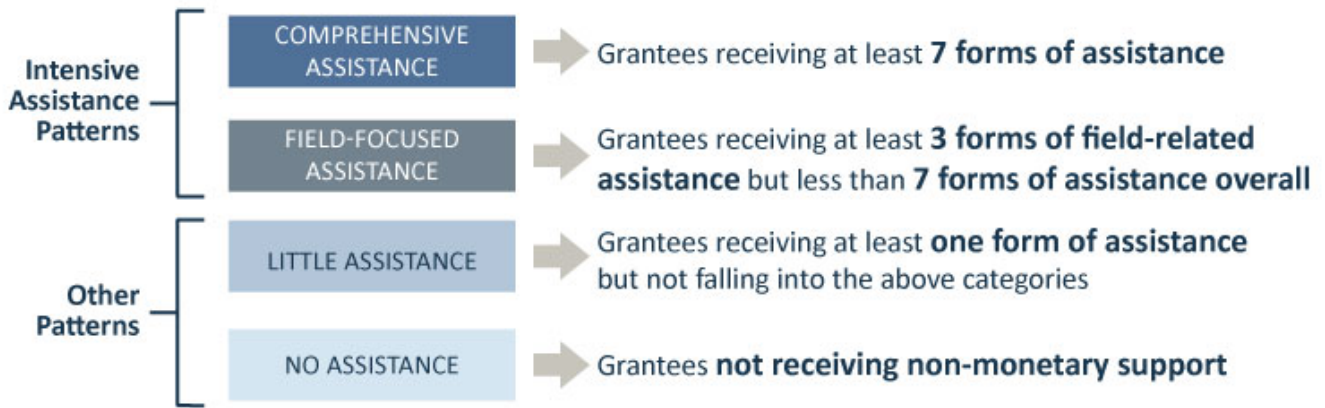 Intensive
Assistance
Patterns
COMPREHENSIVE
ASSISTANCE
Grantees receiving at least 7 forms of assistance
FIELD-FOCUSED
ASSISTANCE
Grantees receiving at least 3 forms of field-related
assistance but less than 7 forms of assistance overall
Other
Patterns
LITTLE ASSISTANCE
Grantees receiving at least one form of assistance
but not falling into the above categories
NO ASSISTANCE
Grantees not receiving non-monetary support